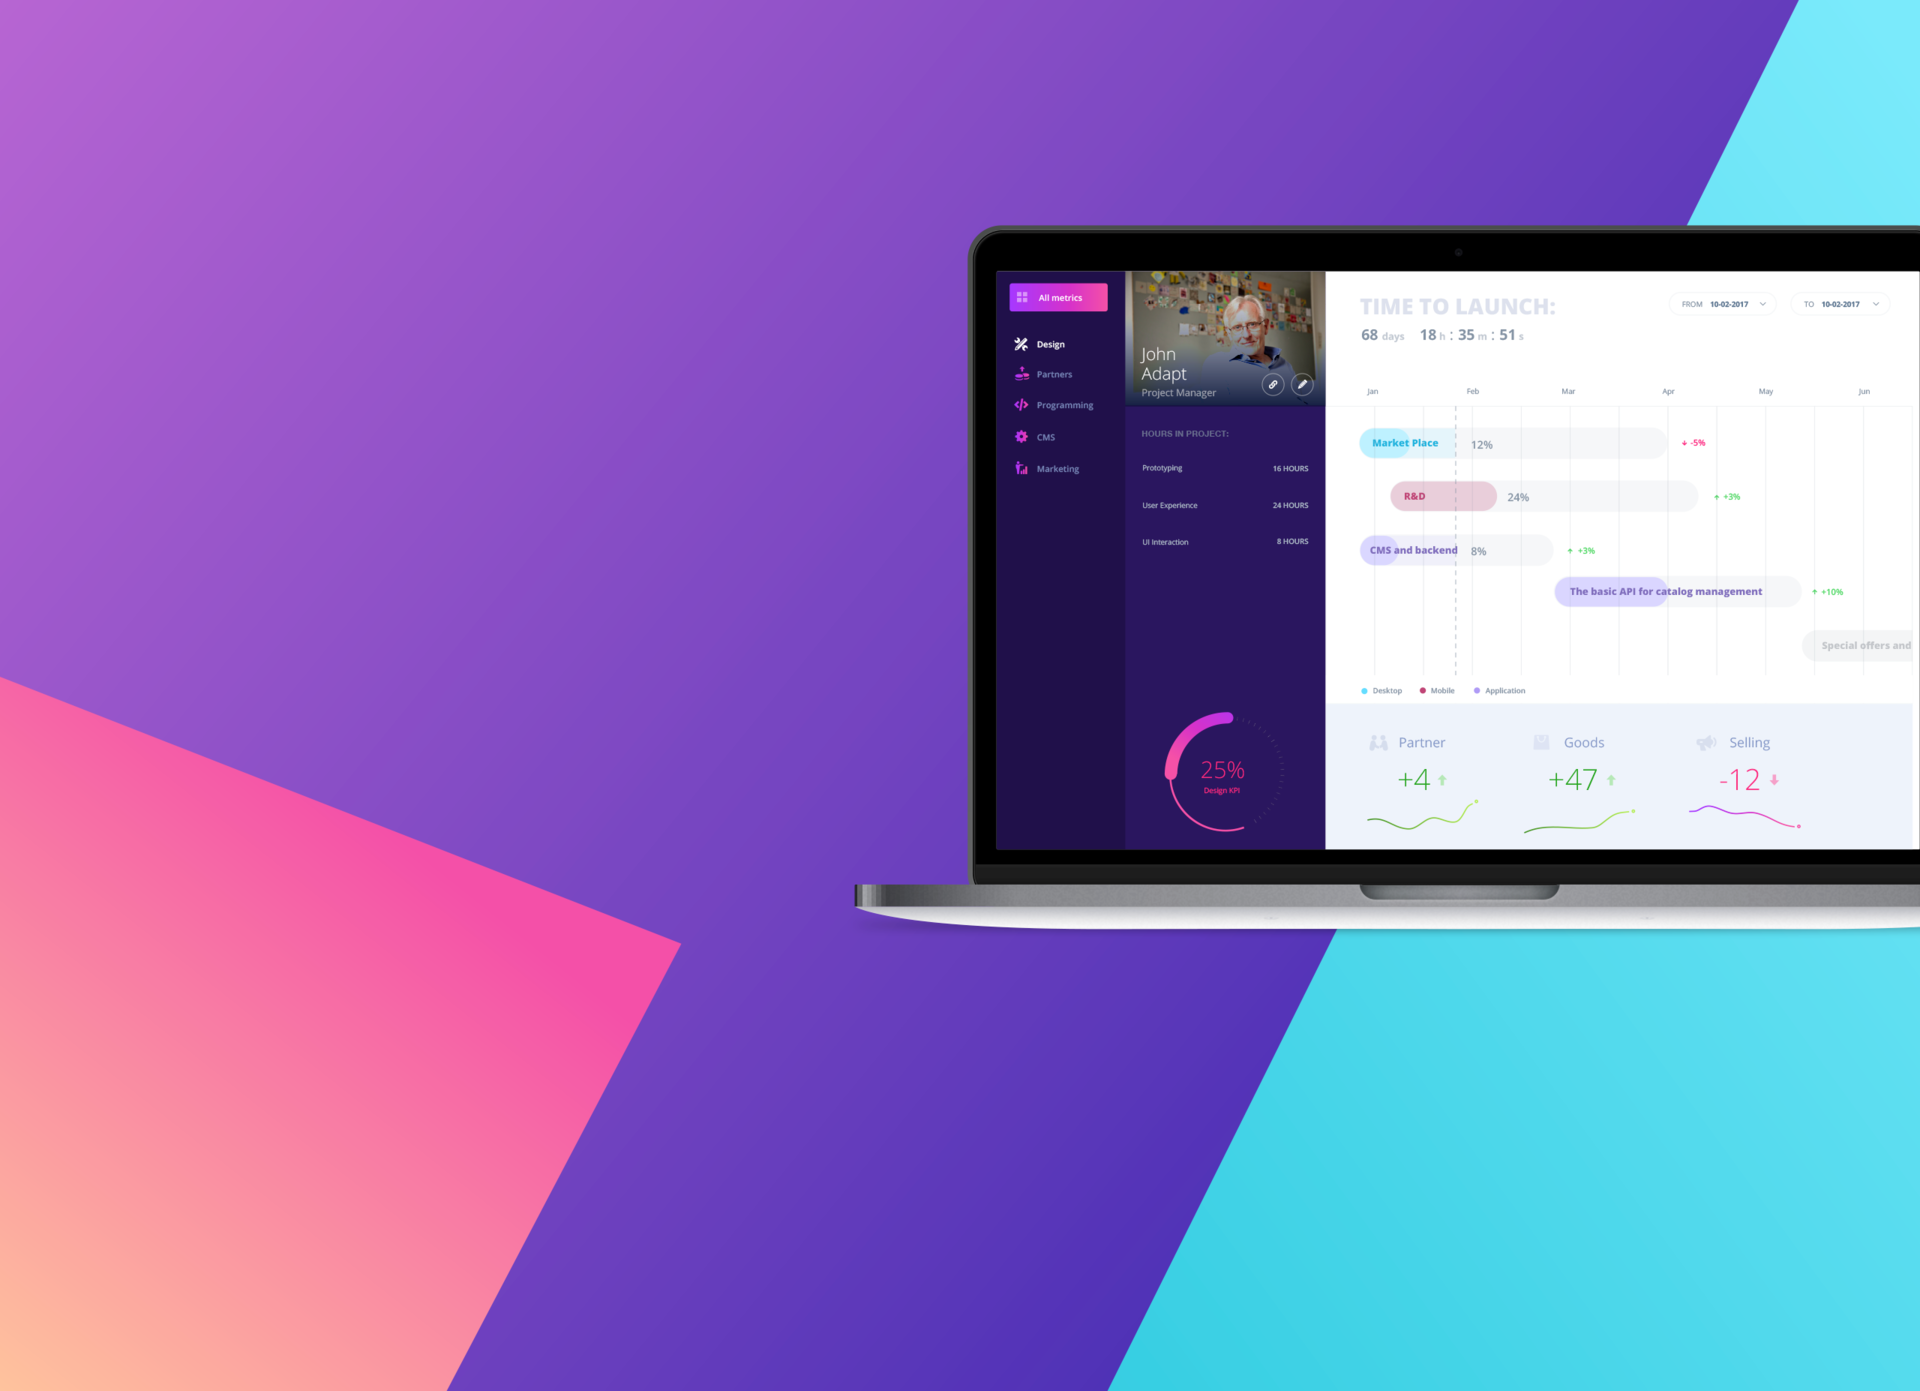 All metrics
Design
Partners
Programming
CMS
Marketing
John
Adapt
Project Manager
HOURS IN PROJECT:
Prototyping 16 HOURS
User Experience 24 HOURS
UI Interaction 8 HOURS
25%
Design KPI
TIME TO LAUNCH:
68 days 18 h : 35 m : 51 s
FROM 10-02-2017
TO 10-02-2017
Jan Feb Mar Apr May Jun
Market Place 12% -5%
R&D 24% +3%
CMS and backend 8% +3%
The basic API for catalog management +10%
Special offers and
Desktop Mobile Application
Partner Goods Selling
+4 +47 -12